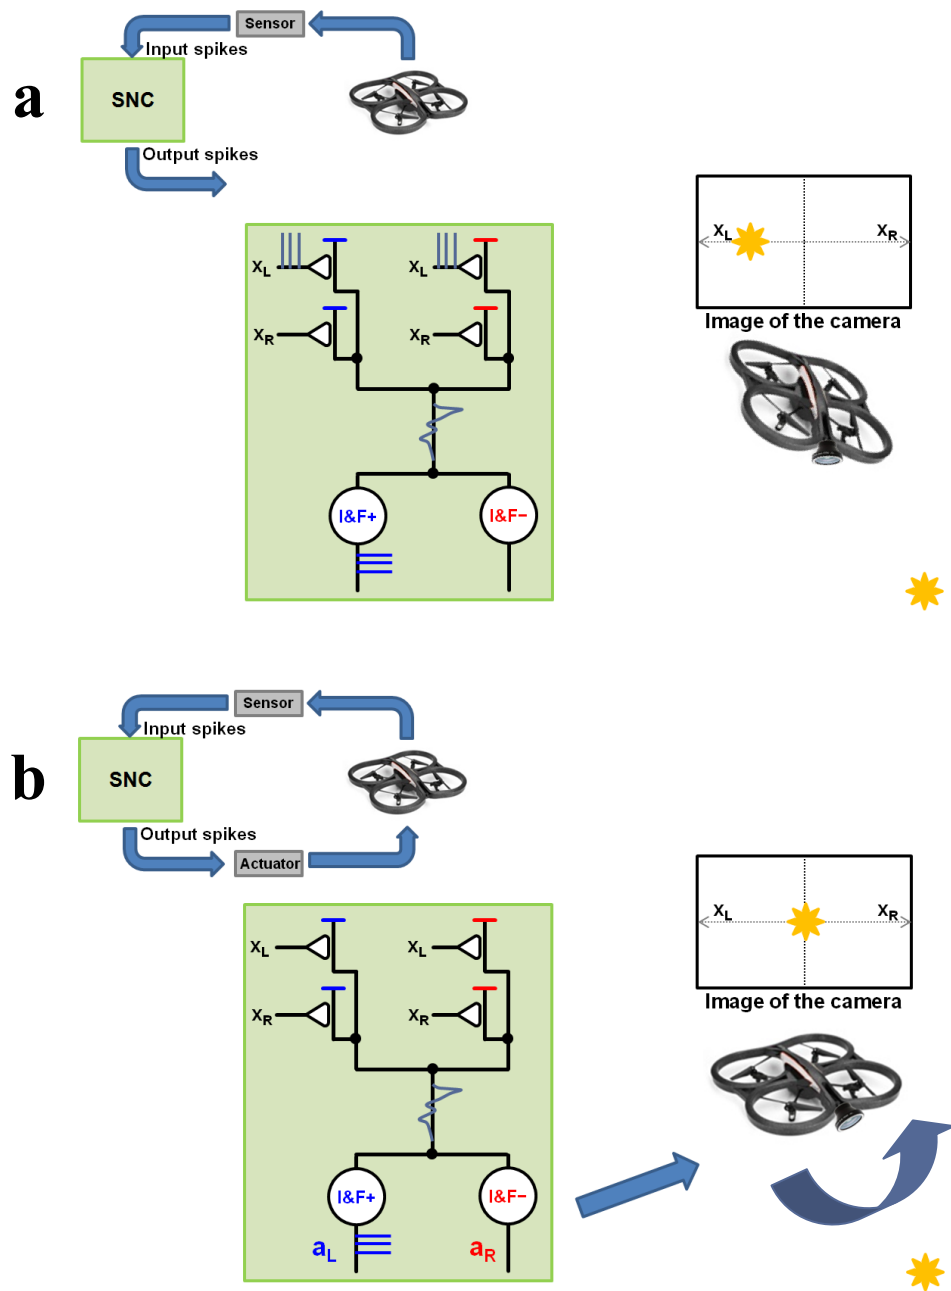 a
Sensor
Input spikes
SNC
Output spikes
XL
XR
XL
XR
XL
XR
Image of the camera
I&F+
I&F−
b
Sensor
Input spikes
SNC
Output spikes
Actuator
XL
XR
XL
XR
XL
XR
Image of the camera
I&F+
I&F−
aL
aR